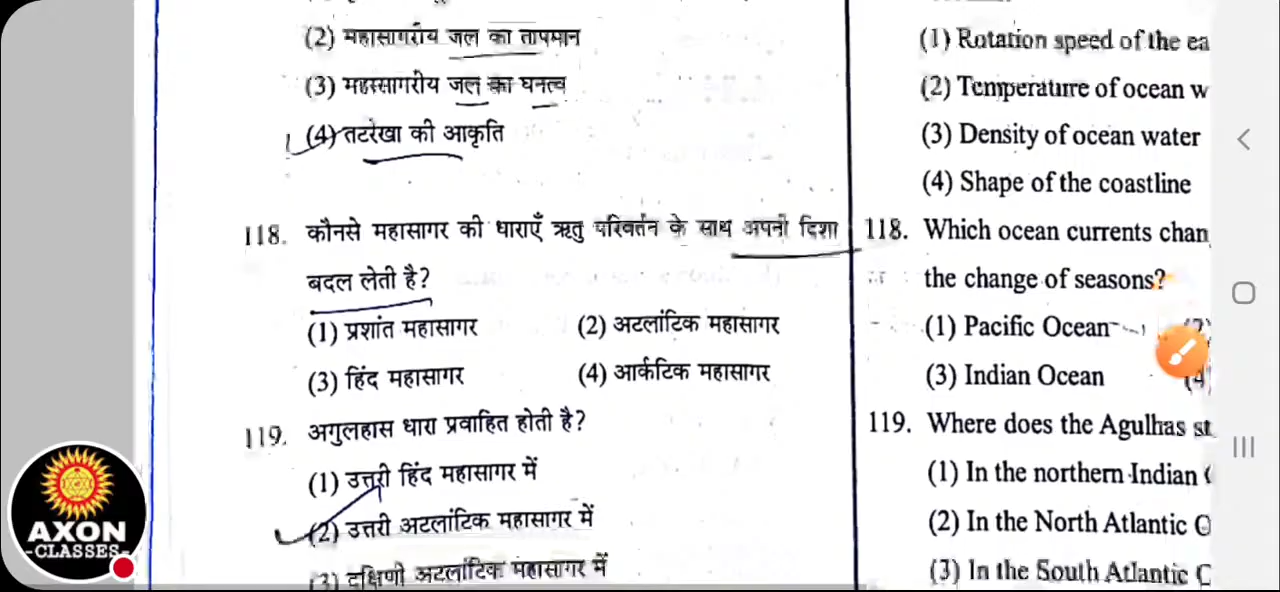 (2) महासागरीय जल का तापमान
(3) महस्सागरीय जल का घनत्व
(4) तटरेखा की आकृति
118. कौनसे महासागर की धाराएँ ऋतु परिवर्तन के साथ अपनी दिशा
बदल लेती है?
(1) प्रशांत महासागर (2) अटलांटिक महासागर
(3) हिंद महासागर (4) आर्कटिक महासागर
119. अगुलहास धारा प्रवाहित होती है?
(1) उत्तरी हिंद महासागर में
(2) उत्तरी अटलांटिक महासागर में
(3) दक्षिणी अटलांटिक महासागर में
(1) Rotation speed of the ea
(2) Temperature of ocean w
(3) Density of ocean water
(4) Shape of the coastline
118. Which ocean currents chan
the change of seasons?
(1) Pacific Ocean
(3) Indian Ocean (4
119. Where does the Agulhas st
(1) In the northern Indian
(2) In the North Atlantic O
(3) In the South Atlantic C
AXON
-CLASSES-